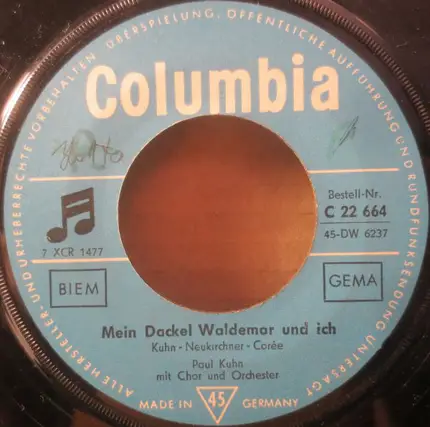 ALLE HERSTELLER- UND URHEBERRECHTE VORBEHALTEN · ÜBERSPIELUNG, ÖFFENTLICHE AUFFÜHRUNG UND RUNDFUNKSENDUNG UNTERSAGT
Columbia
Bestell-Nr.
C 22 664
7 XCR 1477
45-DW 6237
BIEM
GEMA
Mein Dackel Waldemar und ich
Kuhn - Neukirchner - Corée
Paul Kuhn
mit Chor und Orchester
MADE IN 45 GERMANY